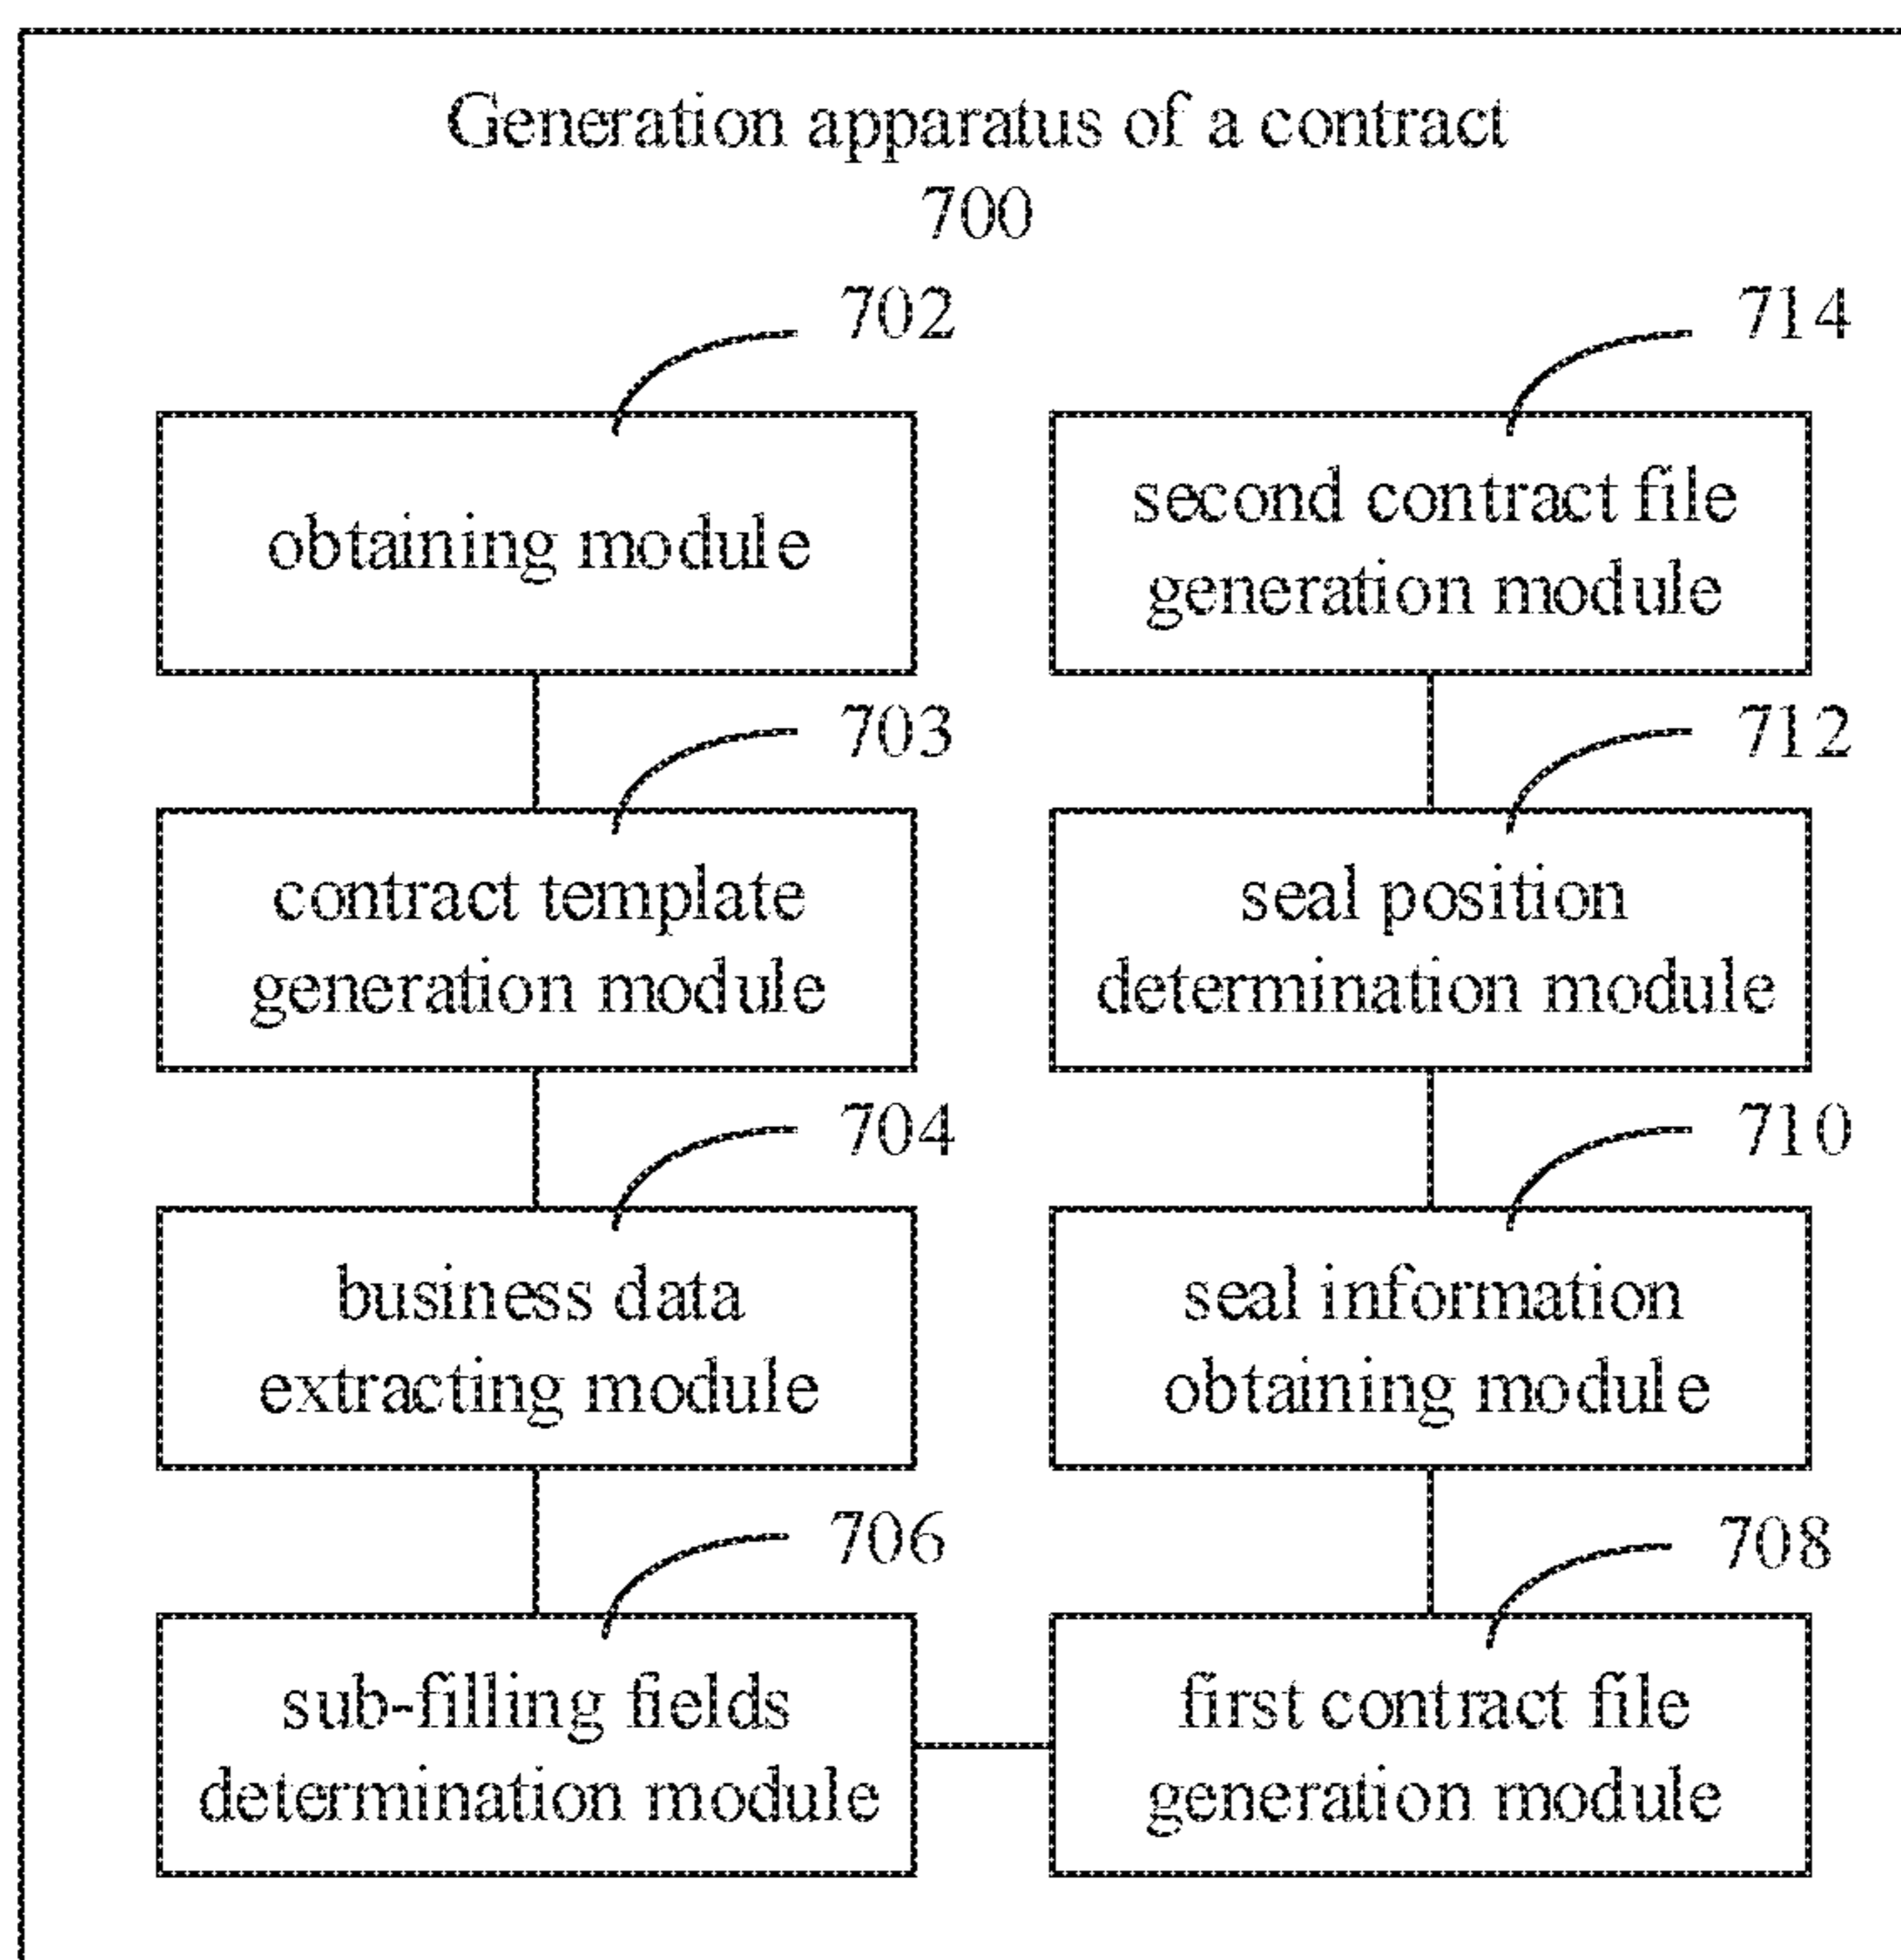 Generation apparatus of a contract
700
702
obtaining module
703
contract template
generation module
704
business data
extracting module
706
sub-filling fields
determination module
714
second contract file
generation module
712
seal position
determination module
710
seal information
obtaining module
708
first contract file
generation module